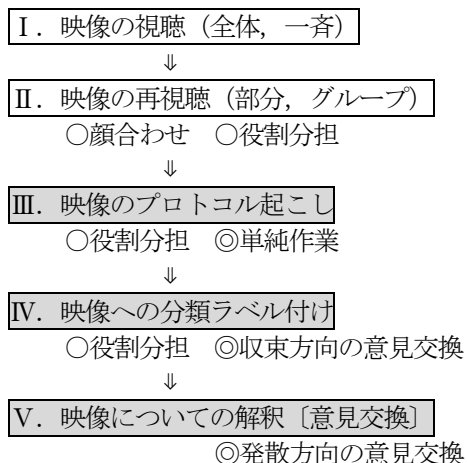 Ⅰ．映像の視聴（全体，一斉）
⇓
Ⅱ．映像の再視聴（部分，グループ）
○顔合わせ　○役割分担
⇓
Ⅲ．映像のプロトコル起こし
○役割分担　◎単純作業
⇓
Ⅳ．映像への分類ラベル付け
○役割分担　◎収束方向の意見交換
⇓
Ⅴ．映像についての解釈〔意見交換〕
◎発散方向の意見交換